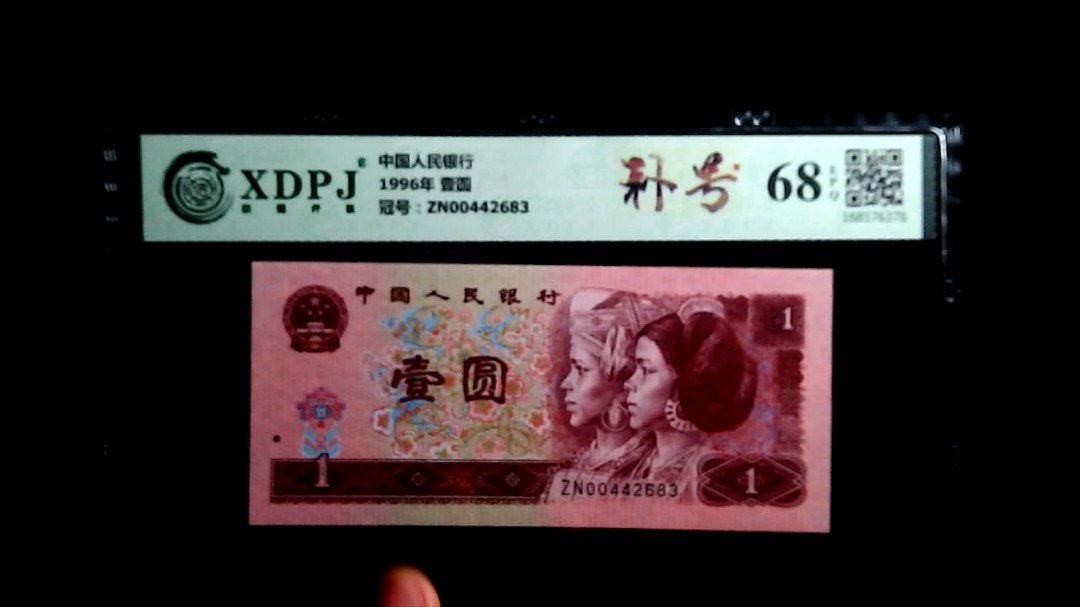 XDPJ
中国人民银行
1996年 壹圆
冠号：ZN00442683
补号
68
EPQ
中国人民银行
1
壹圆
1
ZN00442683
1